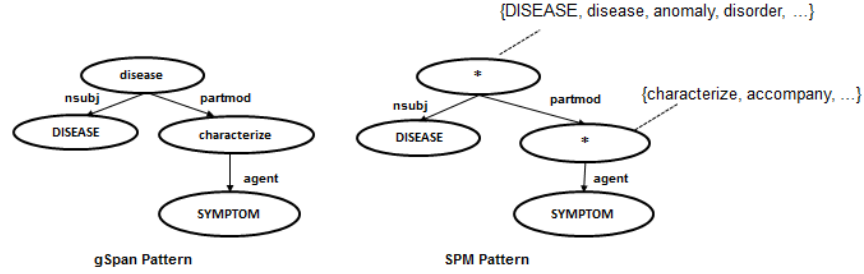 {DISEASE, disease, anomaly, disorder, …}
disease
*
nsubj
partmod
nsubj
partmod
{characterize, accompany, …}
DISEASE
characterize
DISEASE
*
agent
agent
SYMPTOM
SYMPTOM
gSpan Pattern
SPM Pattern